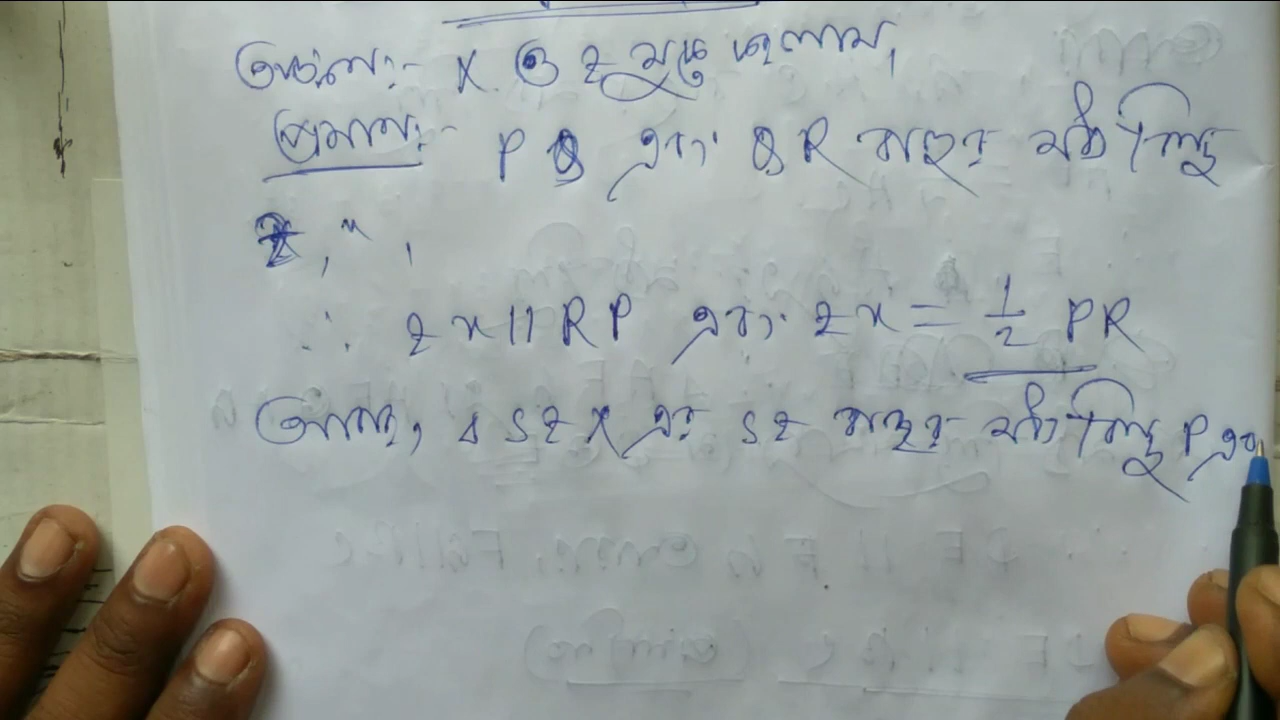 অঙ্কনঃ- X ও Z যুক্ত করলাম,
প্রমাণঃ- PQ এবং QR বাহুর মধ্যবিন্দু
Z, x,
∴ Zx || RP এবং Zx = 1/2 PR
আবার, Δ SZX এর SZ বাহুর মধ্যবিন্দু P এবং